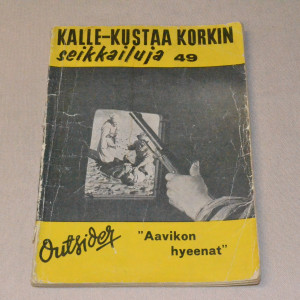 KALLE-KUSTAA KORKIN
seikkailuja 49
Outsider
"Aavikon
hyeenat"